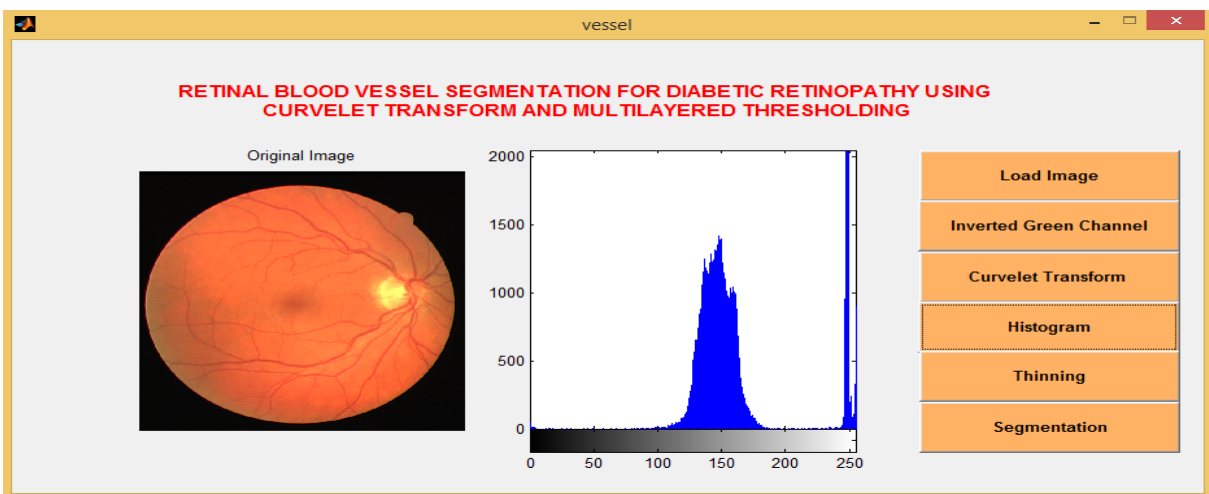 vessel
RETINAL BLOOD VESSEL SEGMENTATION FOR DIABETIC RETINOPATHY USING
CURVELET TRANSFORM AND MULTILAYERED THRESHOLDING
Original Image
2000
1500
1000
500
0
0 50 100 150 200 250
Load Image
Inverted Green Channel
Curvelet Transform
Histogram
Thinning
Segmentation